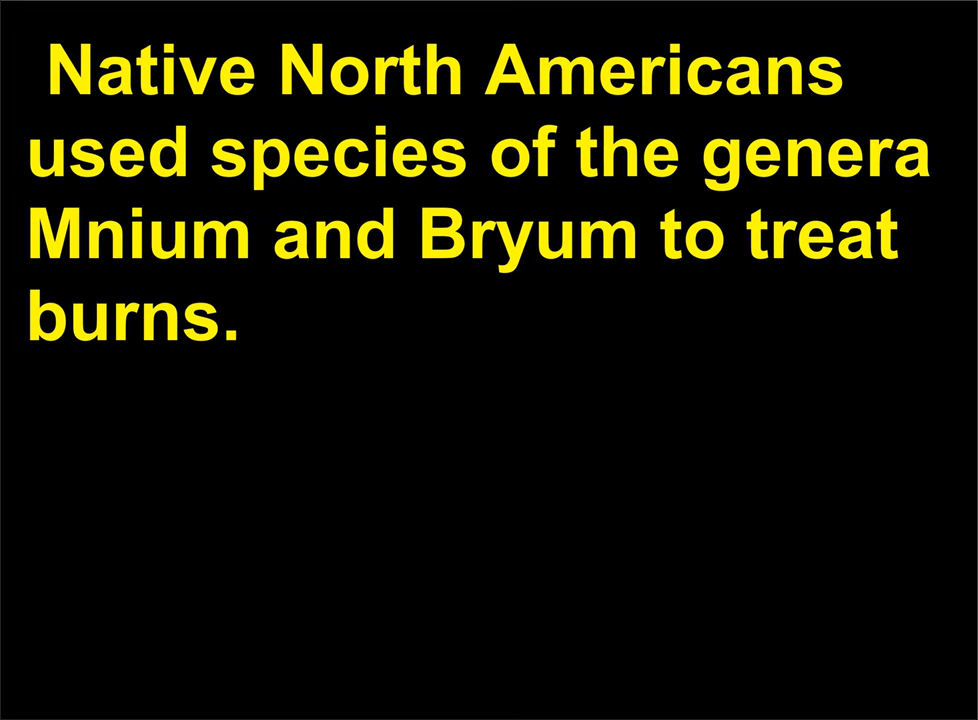 Native North Americans
used species of the genera
Mnium and Bryum to treat
burns.